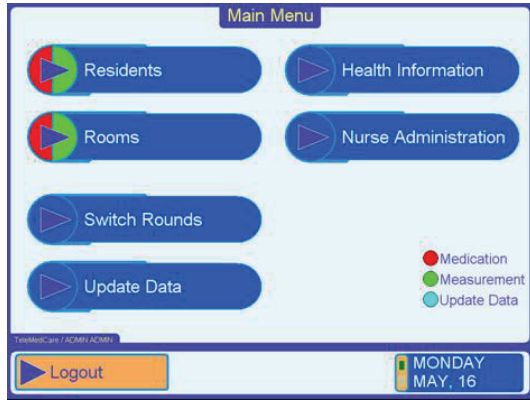 Main Menu
Residents
Health Information
Rooms
Nurse Administration
Switch Rounds
Update Data
Medication
Measurement
Update Data
TeleMedCare / ADMIN ADMIN
Logout
MONDAY
MAY, 16